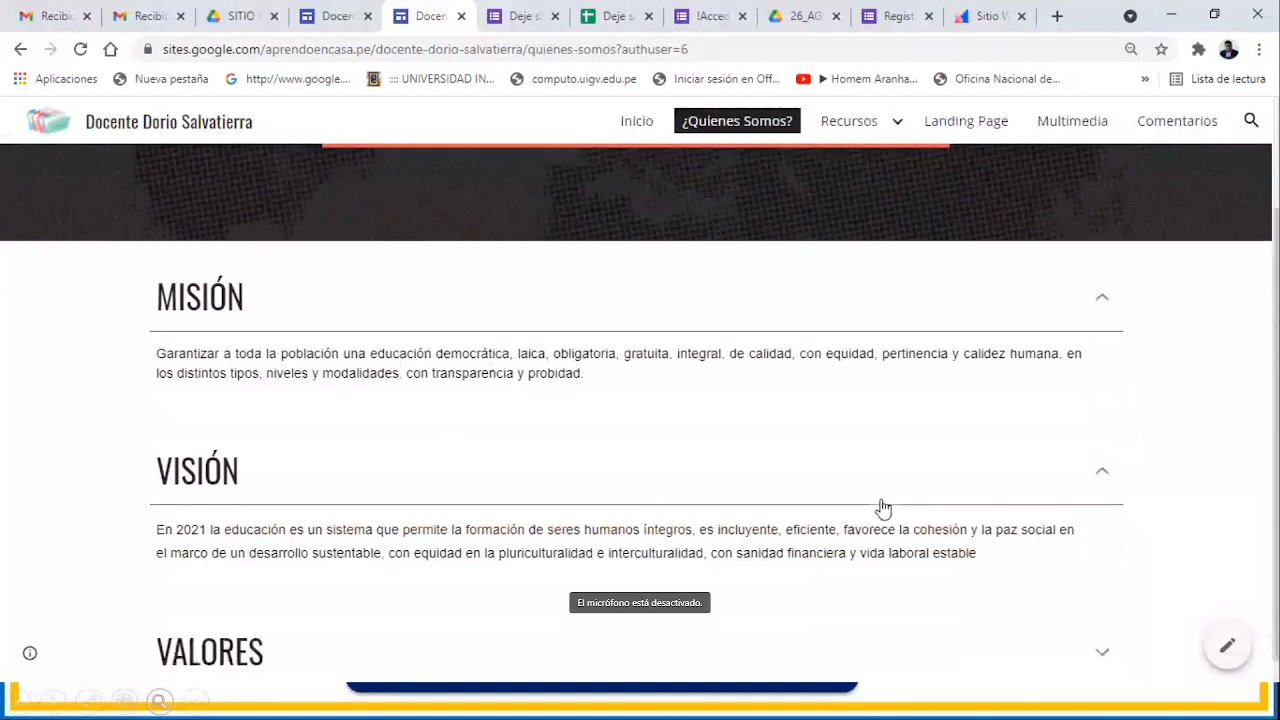 Recibic
Recibic
SITIO
Docent
Docen
Deje s
Deje s
!Acced
26_AG
Regist
Sitio W
sites.google.com/aprendoencasa.pe/docente-dorio-salvatierra/quienes-somos?authuser=6
Aplicaciones
Nueva pestaña
http://www.google....
:::: UNIVERSIDAD IN...
computo.uigv.edu.pe
Iniciar sesión en Off...
▶ Homem Aranha...
Oficina Nacional de...
»
Lista de lectura
Docente Dorio Salvatierra
Inicio
¿Quienes Somos?
Recursos
Landing Page
Multimedia
Comentarios
MISIÓN
Garantizar a toda la población una educación democrática, laica, obligatoria, gratuita, integral, de calidad, con equidad, pertinencia y calidez humana, en
los distintos tipos, niveles y modalidades, con transparencia y probidad.
VISIÓN
En 2021 la educación es un sistema que permite la formación de seres humanos íntegros, es incluyente, eficiente, favorece la cohesión y la paz social en
el marco de un desarrollo sustentable, con equidad en la pluriculturalidad e interculturalidad, con sanidad financiera y vida laboral estable
El micrófono está desactivado.
VALORES